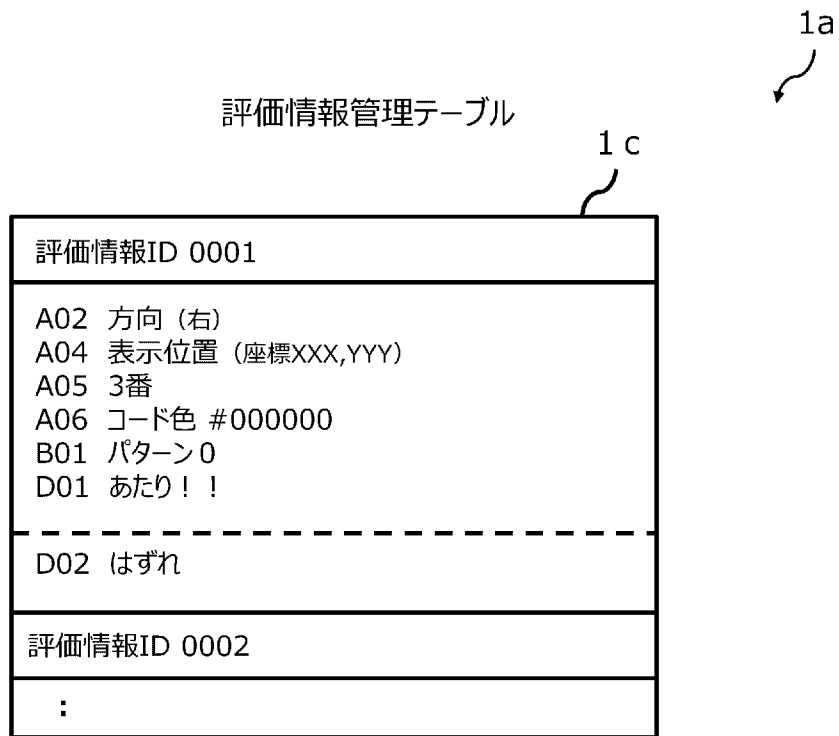 1a
評価情報管理テーブル
1c
評価情報ID 0001
A02 方向（右）
A04 表示位置（座標XXX,YYY）
A05 3番
A06 コード色 #000000
B01 パターン０
D01 あたり！！
D02 はずれ
評価情報ID 0002
：